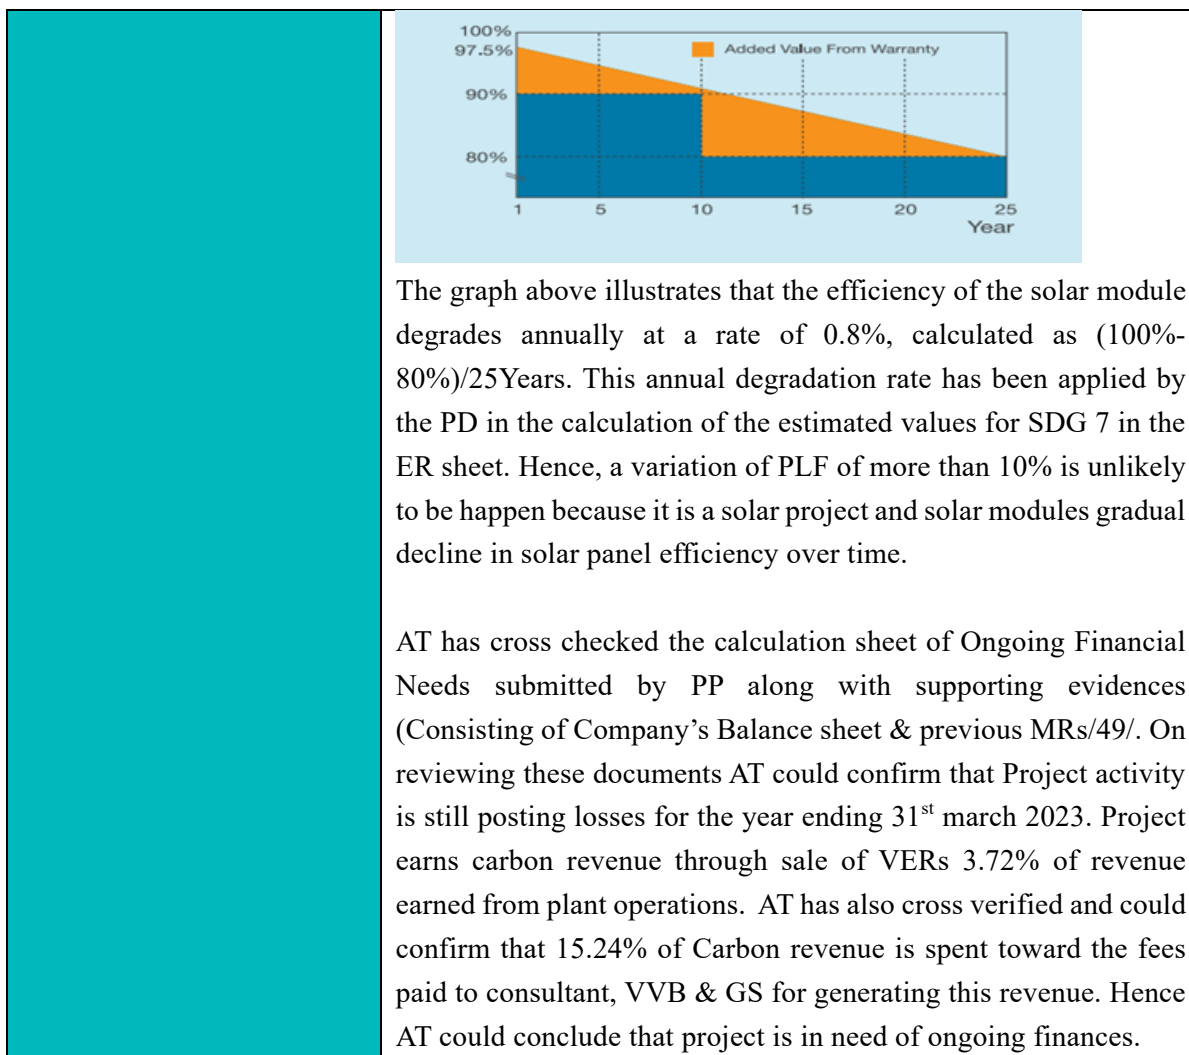 100%
97.5%
Added Value From Warranty
90%
80%
1 5 10 15 20 25
Year
The graph above illustrates that the efficiency of the solar module
degrades annually at a rate of 0.8%, calculated as (100%-
80%)/25Years. This annual degradation rate has been applied by
the PD in the calculation of the estimated values for SDG 7 in the
ER sheet. Hence, a variation of PLF of more than 10% is unlikely
to be happen because it is a solar project and solar modules gradual
decline in solar panel efficiency over time.
AT has cross checked the calculation sheet of Ongoing Financial
Needs submitted by PP along with supporting evidences
(Consisting of Company’s Balance sheet & previous MRs/49/. On
reviewing these documents AT could confirm that Project activity
is still posting losses for the year ending 31st march 2023. Project
earns carbon revenue through sale of VERs 3.72% of revenue
earned from plant operations. AT has also cross verified and could
confirm that 15.24% of Carbon revenue is spent toward the fees
paid to consultant, VVB & GS for generating this revenue. Hence
AT could conclude that project is in need of ongoing finances.